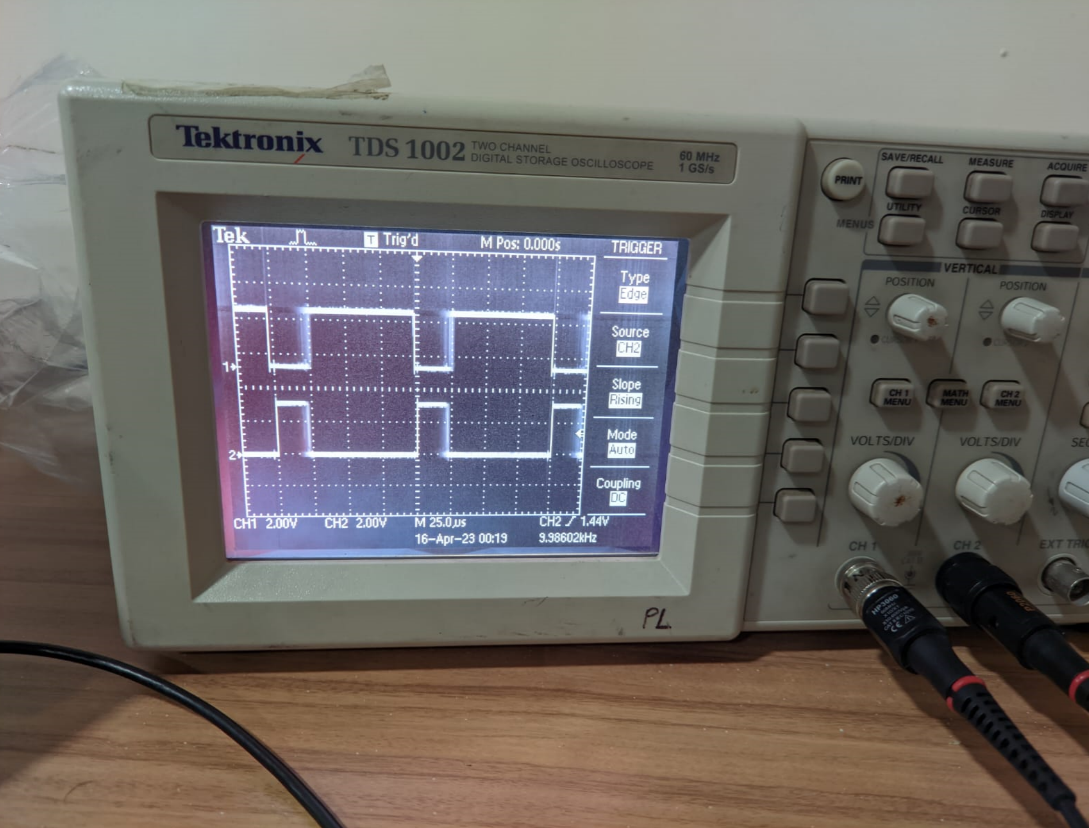 Tektronix TDS 1002 TWO CHANNEL
DIGITAL STORAGE OSCILLOSCOPE
60 MHz
1 GS/s
Tek T Trig'd M Pos: 0.000s TRIGGER
Type
Edge
Source
CH2
Slope
Rising
Mode
Auto
Coupling
DC
1
2
CH1 2.00V CH2 2.00V M 25.0µs CH2 1.44V
16-Apr-23 00:19 9.98602kHz
PL
PRINT
SAVE/RECALL MEASURE ACQUIRE
MENUS UTILITY CURSOR DISPLAY
VERTICAL
POSITION POSITION
CH 1 MENU
MATH MENU
CH 2 MENU
VOLTS/DIV VOLTS/DIV
CH 1 CH 2 EXT TRIG